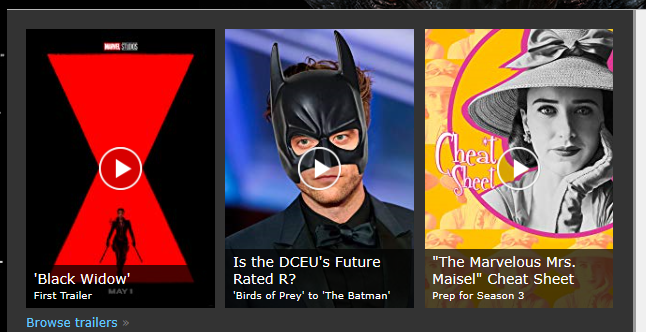 MARVEL STUDIOS
MAY 1
'Black Widow'
First Trailer
Is the DCEU's Future
Rated R?
'Birds of Prey' to 'The Batman'
Cheat
Sheet
"The Marvelous Mrs.
Maisel" Cheat Sheet
Prep for Season 3
Browse trailers »